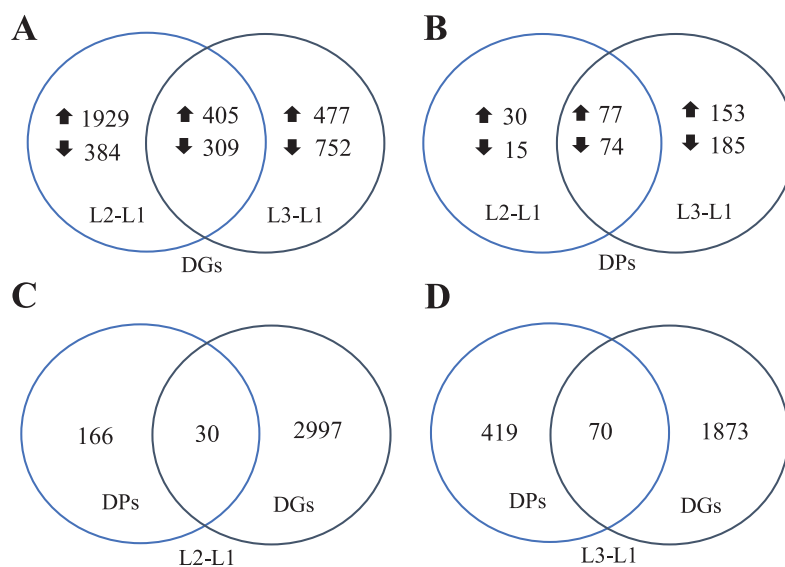 A
B
⬆ 1929
⬇ 384
⬆ 405
⬇ 309
⬆ 477
⬇ 752
L2-L1
L3-L1
DGs
⬆ 30
⬇ 15
⬆ 77
⬇ 74
⬆ 153
⬇ 185
L2-L1
L3-L1
DPs
C
D
166
30
2997
DPs
DGs
L2-L1
419
70
1873
DPs
DGs
L3-L1